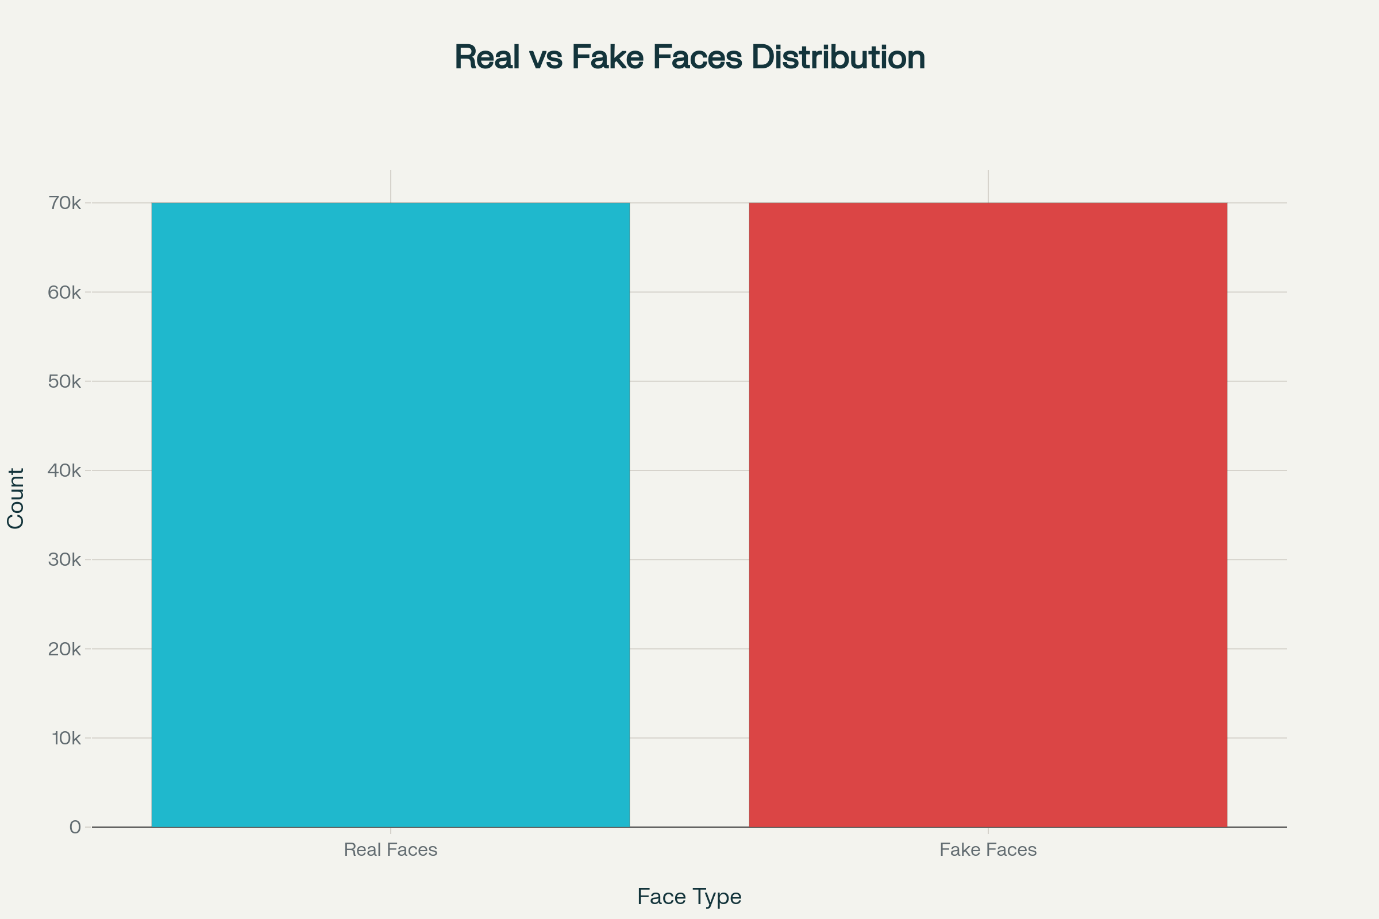 Real vs Fake Faces Distribution
70k
60k
50k
40k
30k
20k
10k
0
Count
Real Faces
Fake Faces
Face Type